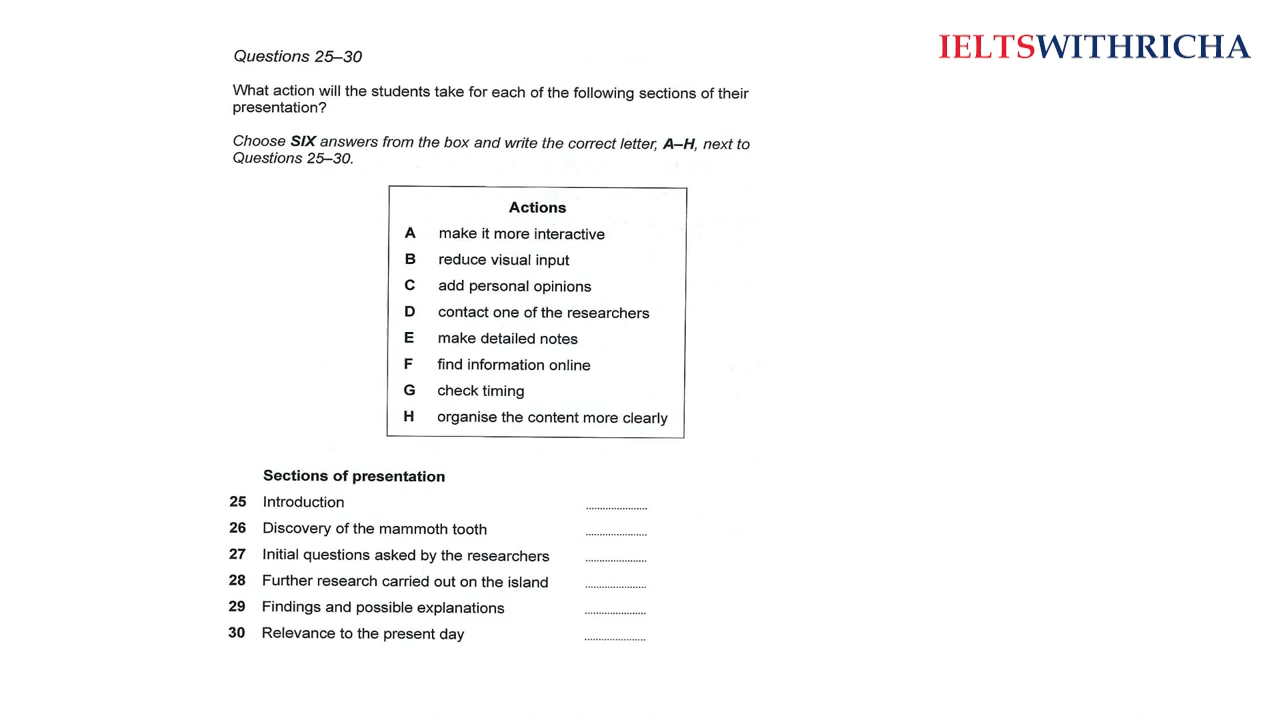 IELTSWITHRICHA
Questions 25–30
What action will the students take for each of the following sections of their
presentation?
Choose SIX answers from the box and write the correct letter, A–H, next to
Questions 25–30.
Actions
A make it more interactive
B reduce visual input
C add personal opinions
D contact one of the researchers
E make detailed notes
F find information online
G check timing
H organise the content more clearly
Sections of presentation
25 Introduction ......................
26 Discovery of the mammoth tooth ......................
27 Initial questions asked by the researchers ......................
28 Further research carried out on the island ......................
29 Findings and possible explanations ......................
30 Relevance to the present day ......................